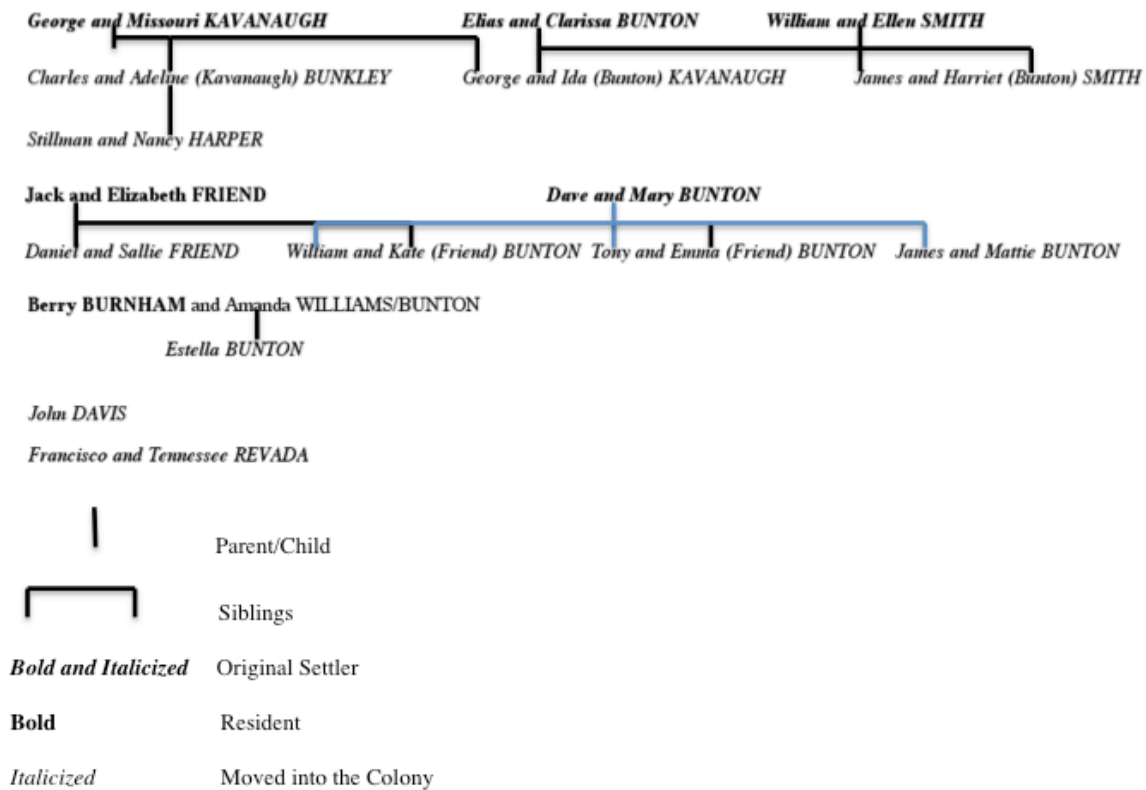 George and Missouri KAVANAUGH Elias and Clarissa BUNTON William and Ellen SMITH
Charles and Adeline (Kavanaugh) BUNKLEY George and Ida (Bunton) KAVANAUGH James and Harriet (Bunton) SMITH
Stillman and Nancy HARPER
Jack and Elizabeth FRIEND Dave and Mary BUNTON
Daniel and Sallie FRIEND William and Kate (Friend) BUNTON Tony and Emma (Friend) BUNTON James and Mattie BUNTON
Berry BURNHAM and Amanda WILLIAMS/BUNTON
Estella BUNTON
John DAVIS
Francisco and Tennessee REVADA
Parent/Child
Siblings
Bold and Italicized Original Settler
Bold Resident
Italicized Moved into the Colony